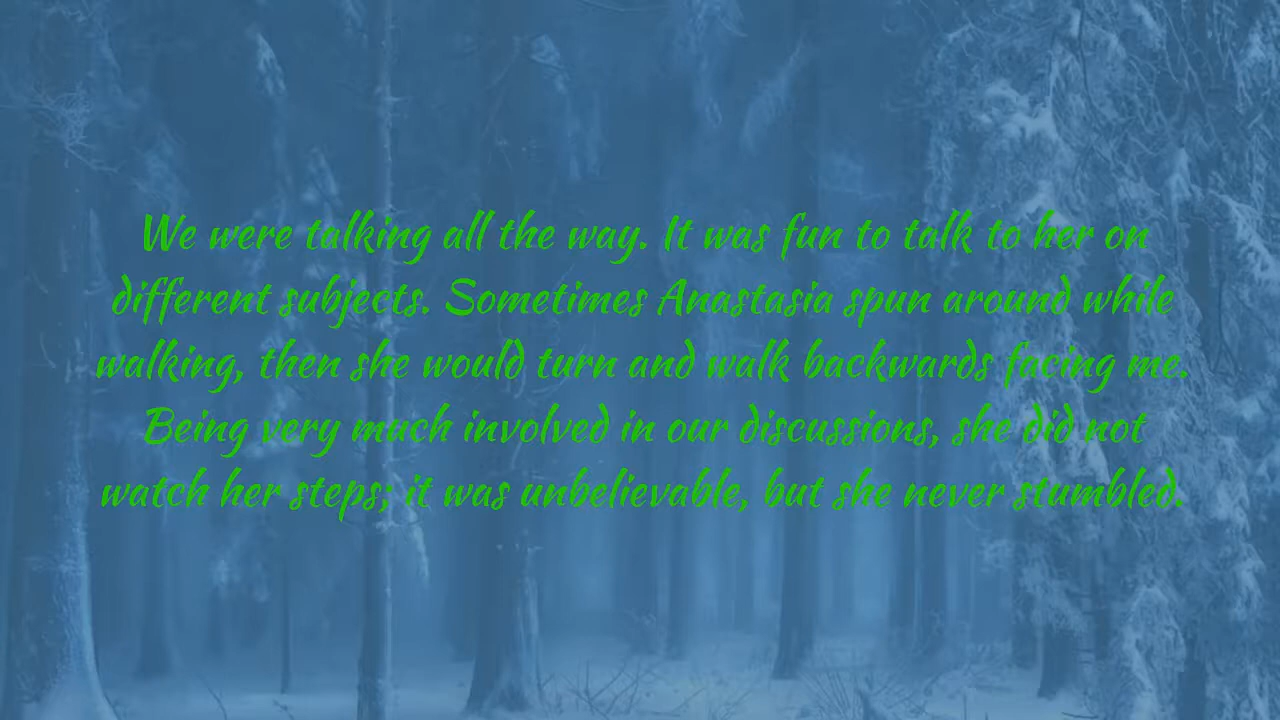 We were talking all the way. It was fun to talk to her on
different subjects. Sometimes Anastasia spun around while
walking, then she would turn and walk backwards facing me.
Being very much involved in our discussions, she did not
watch her steps; it was unbelievable, but she never stumbled.